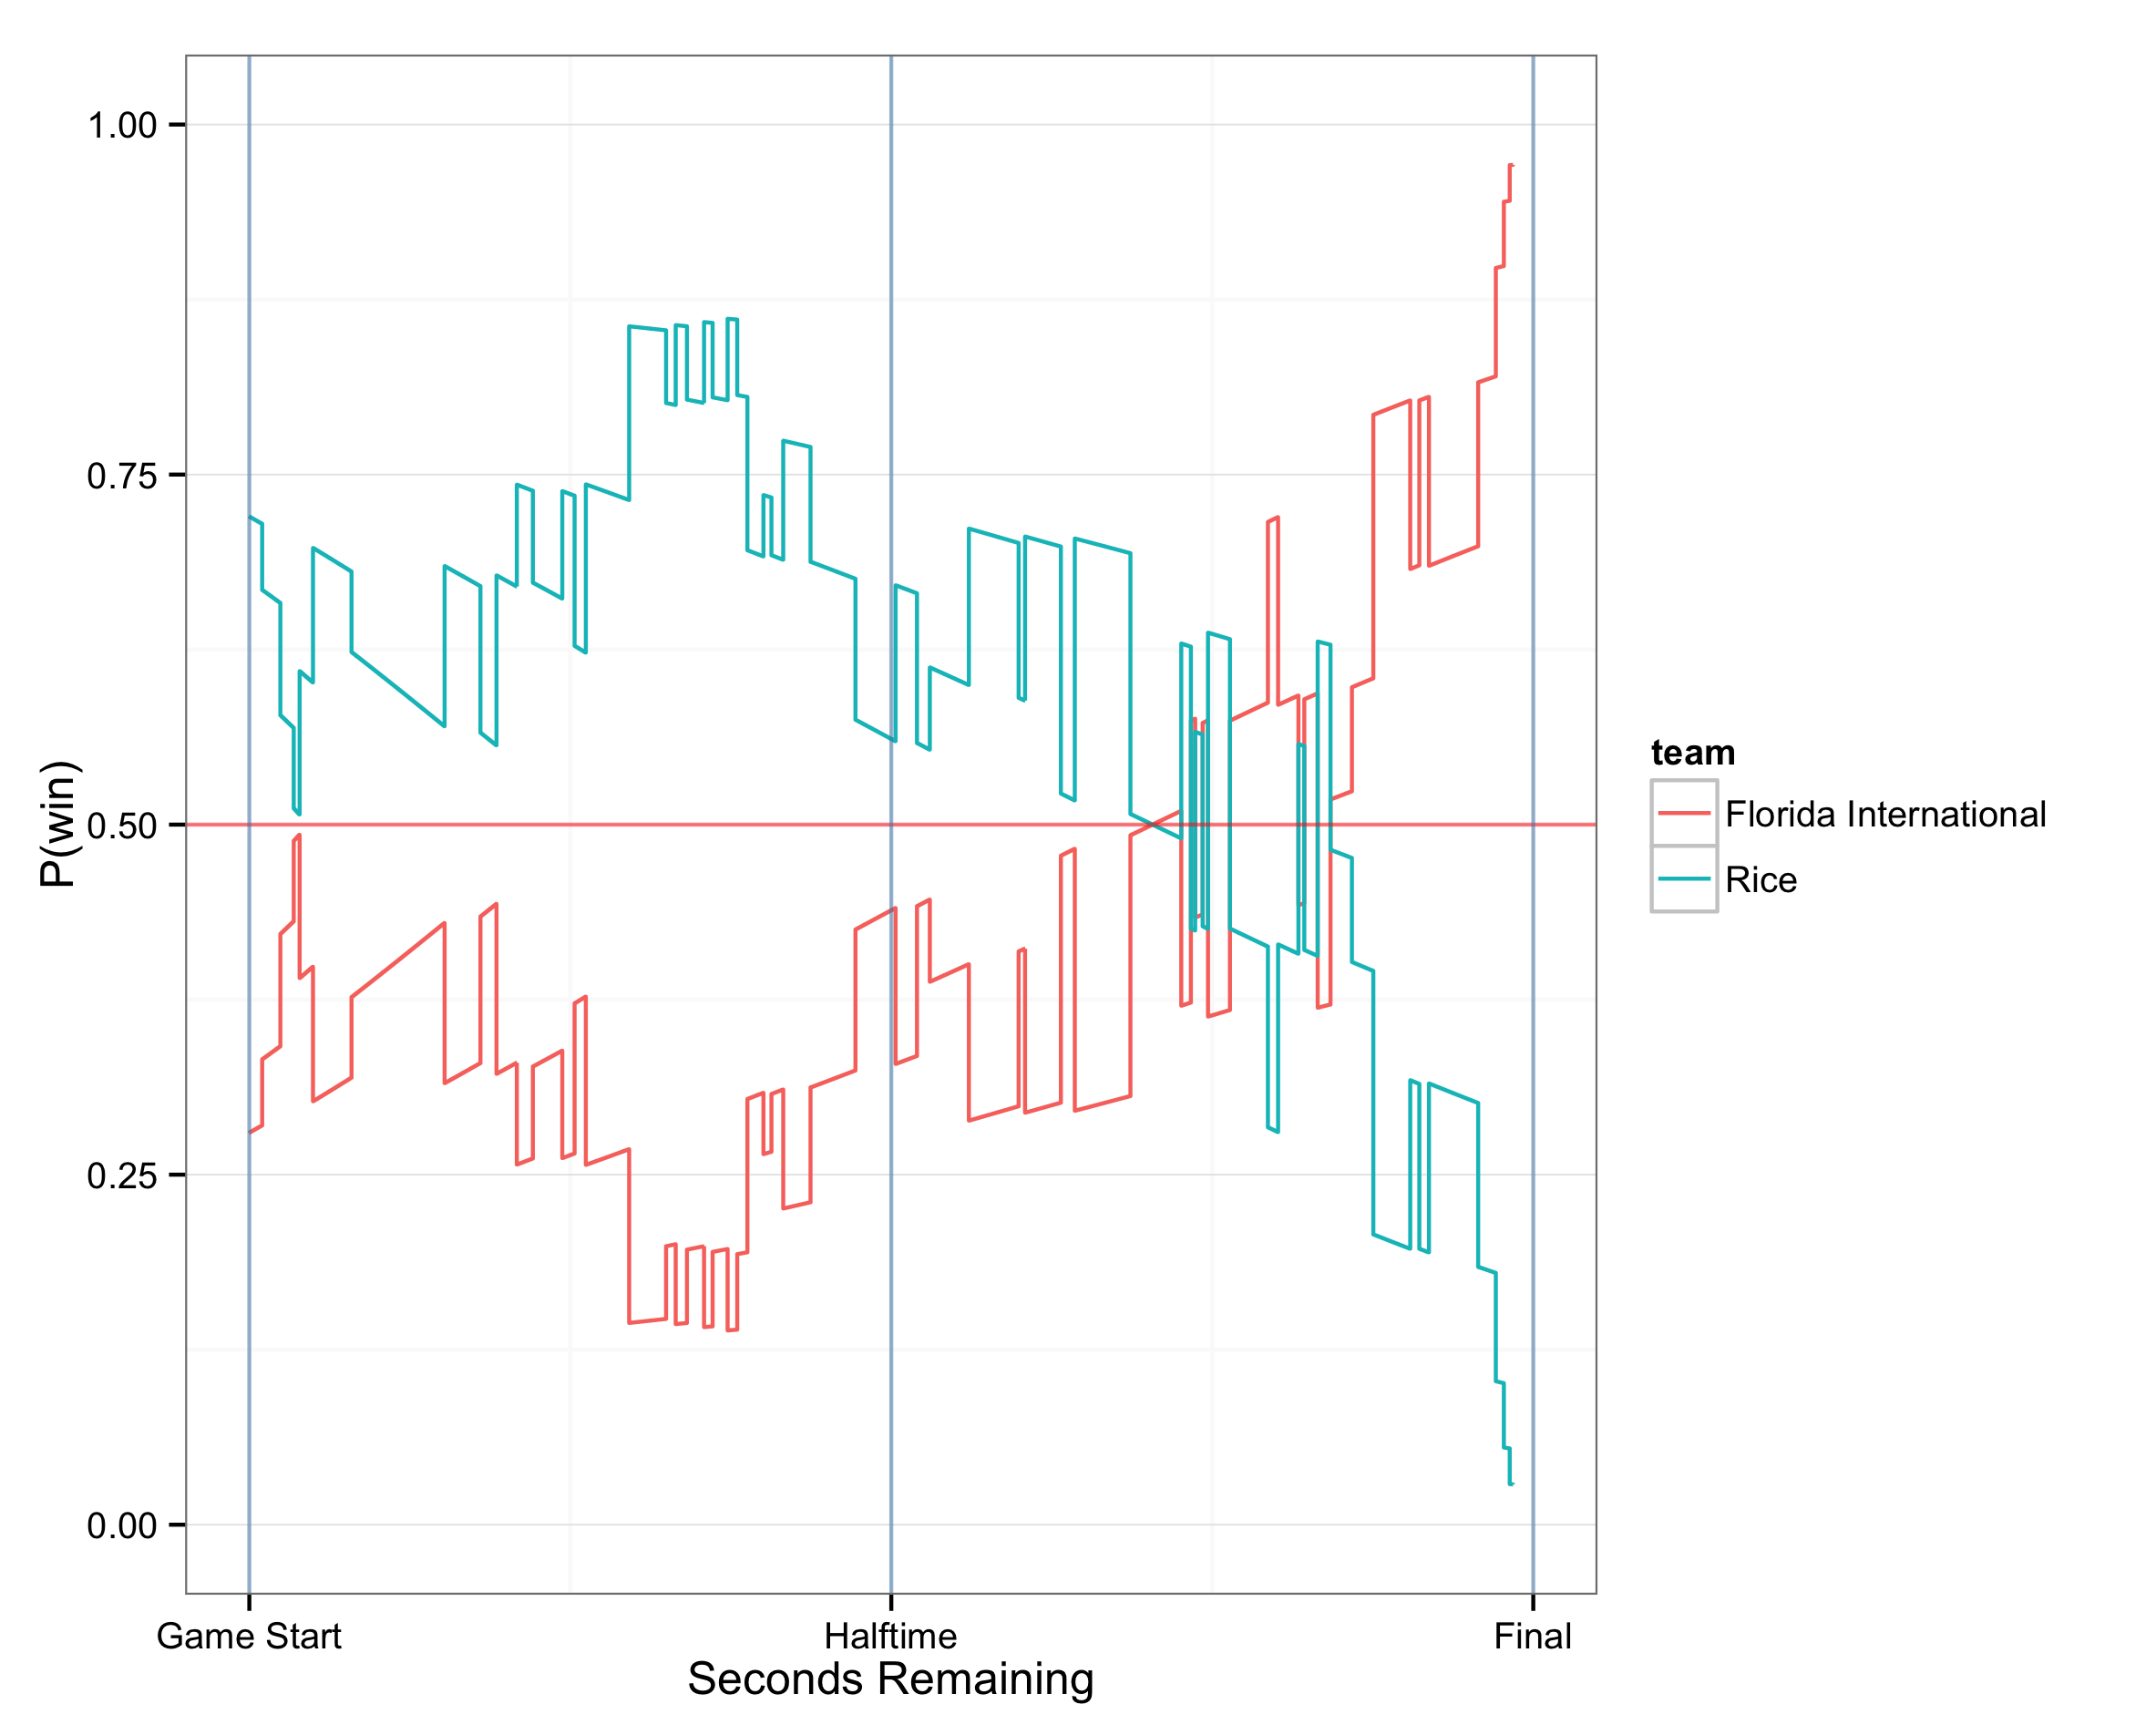 1.00
0.75
0.50
0.25
0.00
P(win)
Game Start
Halftime
Final
Seconds Remaining
team
Florida International
Rice